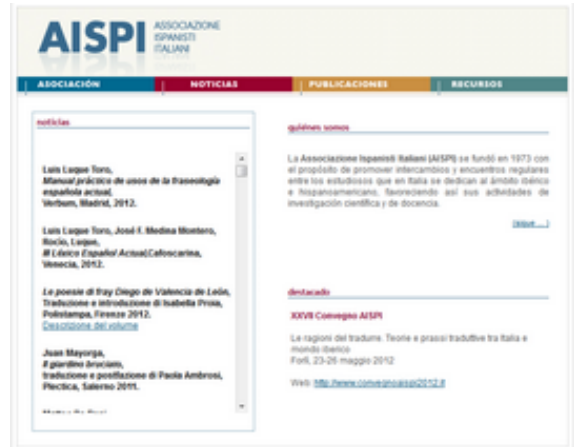 AISPI
ASSOCIAZIONE
ISPANISTI
ITALIANI
ASOCIACIÓN
NOTICIAS
PUBLICACIONES
RECURSOS
noticias
Luis Luque Toro,
Manual práctico de usos de la fraseología
española actual,
Verbum, Madrid, 2012.
Luis Luque Toro, José F. Medina Montero,
Rocío, Luque,
III Léxico Español Actual,Cafoscarina,
Venecia, 2012.
Le poesie di fray Diego de Valencia de León,
Traduzione e introduzione di Isabella Proia,
Polistampa, Firenze 2012.
Descrizione del volume
Juan Mayorga,
Il giardino bruciato,
traduzione e postfazione di Paola Ambrosi,
Plectica, Salerno 2011.
quiénes somos
La Associazione Ispanisti Italiani (AISPI) se fundó en 1973 con
el propósito de promover intercambios y encuentros regulares
entre los estudiosos que en Italia se dedican al ámbito ibérico
e hispanoamericano, favoreciendo así sus actividades de
investigación científica y de docencia.
(sigue ...)
destacado
XXVII Convegno AISPI
Le ragioni del tradurre. Teorie e prassi traduttive tra Italia e
mondo iberico
Forlì, 23-26 maggio 2012
Web: http://www.convegnoaispi2012.it